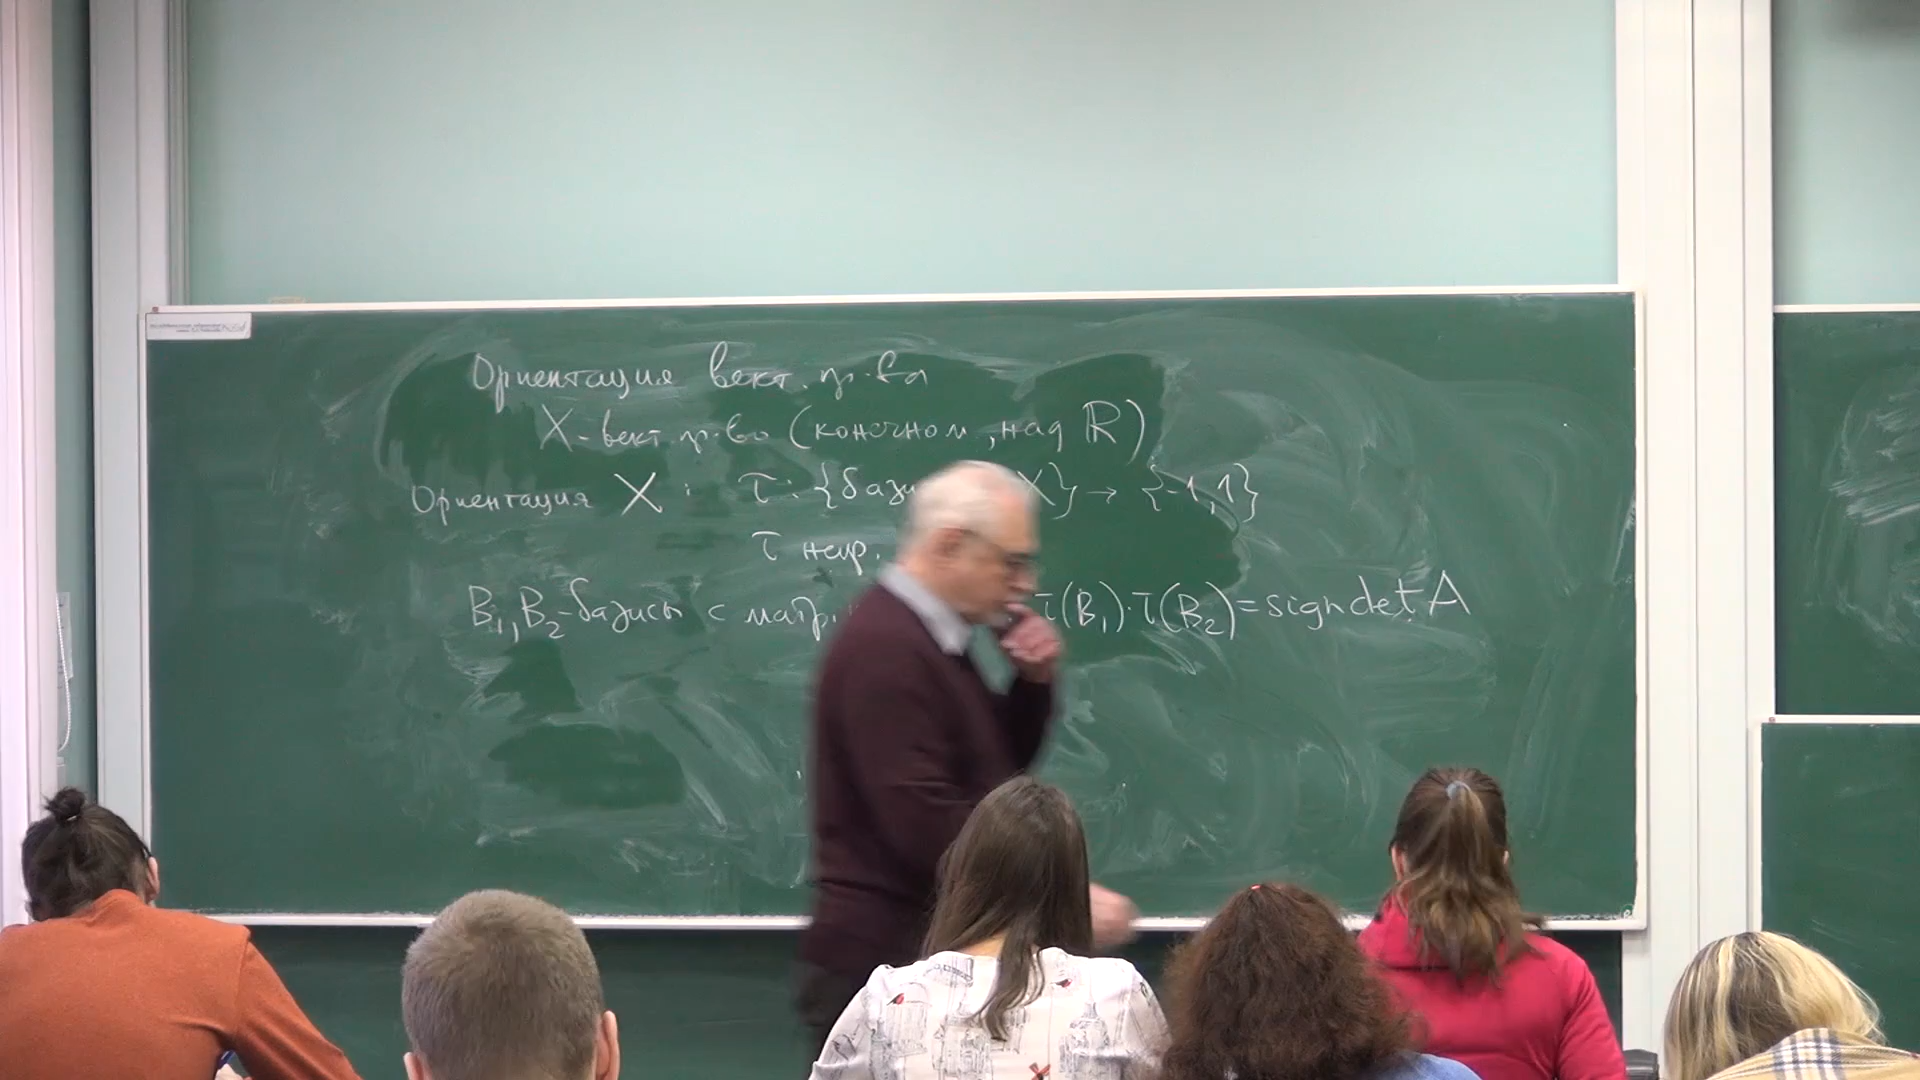 Ориентация вект. пр-ва
X-вект. пр-во (конечном, над ℝ)
Ориентация X: τ: {бази X} → {-1,1}
τ непр.
B₁,B₂-базисы с матр. τ(B₁)·τ(B₂)=sign det A